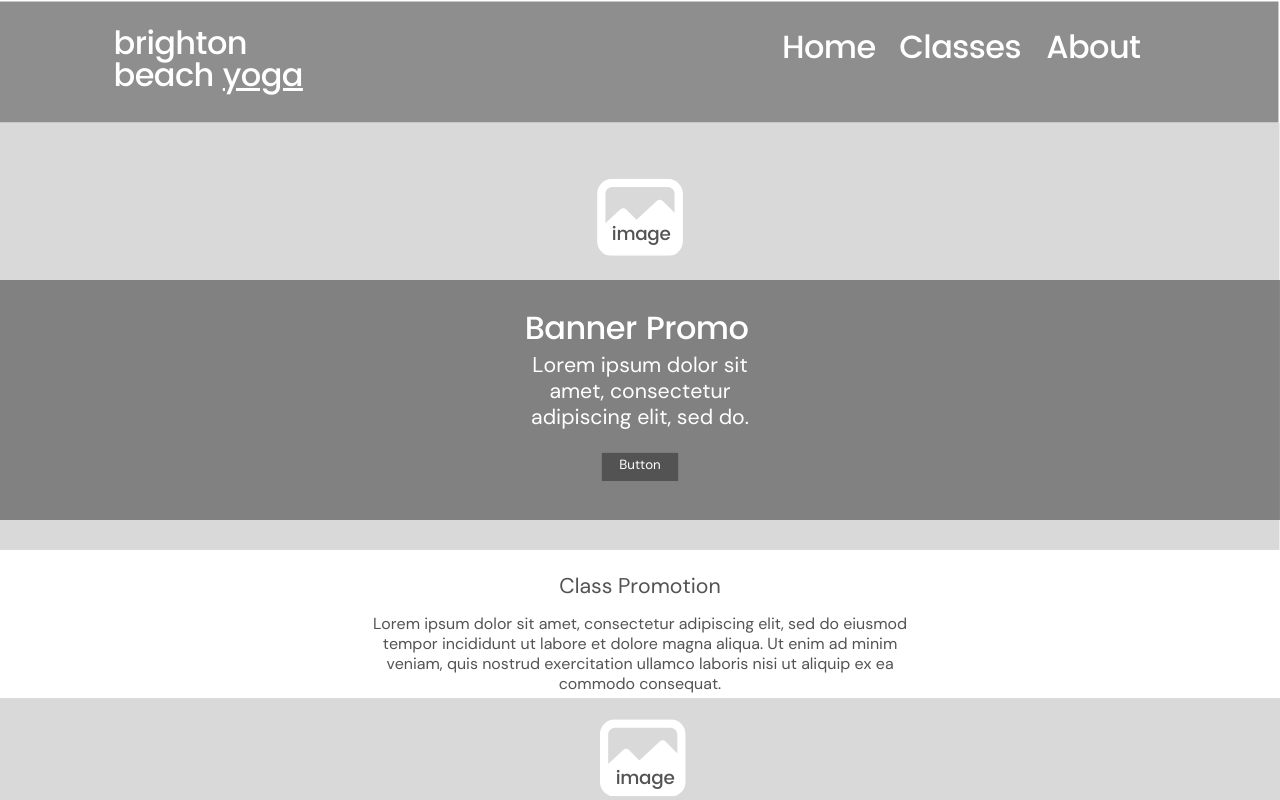 brighton
beach yoga
Home Classes About
image
Banner Promo
Lorem ipsum dolor sit
amet, consectetur
adipiscing elit, sed do.
Button
Class Promotion
Lorem ipsum dolor sit amet, consectetur adipiscing elit, sed do eiusmod
tempor incididunt ut labore et dolore magna aliqua. Ut enim ad minim
veniam, quis nostrud exercitation ullamco laboris nisi ut aliquip ex ea
commodo consequat.
image